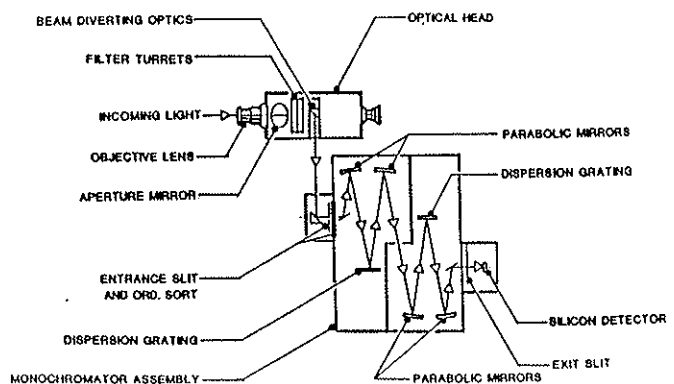 BEAM DIVERTING OPTICS
OPTICAL HEAD
FILTER TURRETS
INCOMING LIGHT
PARABOLIC MIRRORS
OBJECTIVE LENS
DISPERSION GRATING
APERTURE MIRROR
ENTRANCE SLIT
AND ORD. SORT
SILICON DETECTOR
DISPERSION GRATING
EXIT SLIT
MONOCHROMATOR ASSEMBLY
PARABOLIC MIRRORS